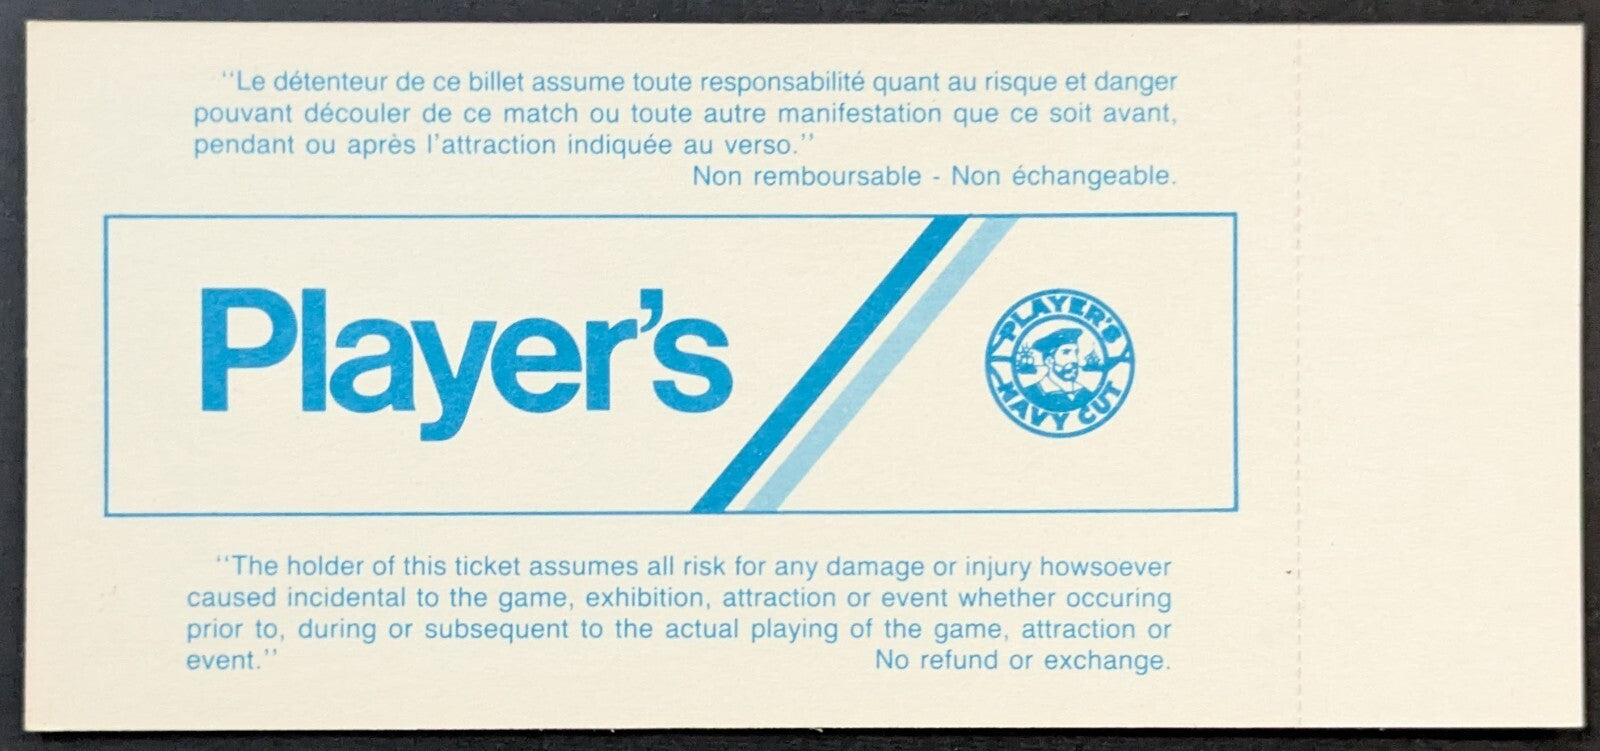 "Le détenteur de ce billet assume toute responsabilité quant au risque et danger
pouvant découler de ce match ou toute autre manifestation que ce soit avant,
pendant ou après l'attraction indiquée au verso."
Non remboursable - Non échangeable.
Player's
PLAYER'S
NAVY CUT
"The holder of this ticket assumes all risk for any damage or injury howsoever
caused incidental to the game, exhibition, attraction or event whether occuring
prior to, during or subsequent to the actual playing of the game, attraction or
event." No refund or exchange.